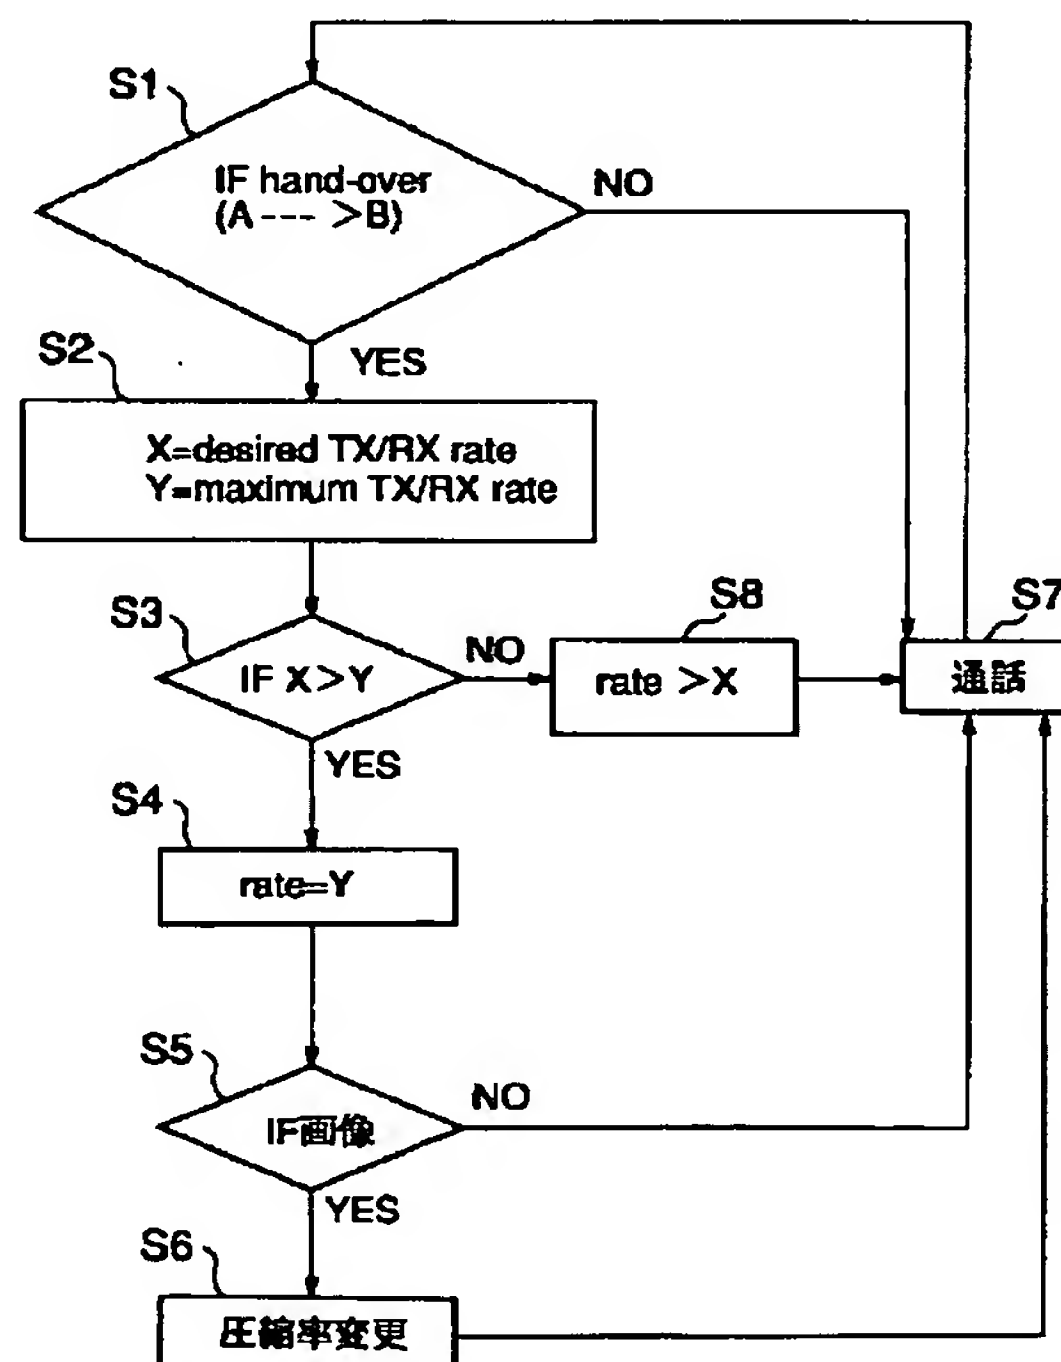 S1
IF hand-over
(A --- >B)
NO
YES
S2
X=desired TX/RX rate
Y=maximum TX/RX rate
S3
IF X>Y
NO
S8
rate >X
S7
通話
YES
S4
rate=Y
S5
IF画像
NO
YES
S6
圧縮率変更